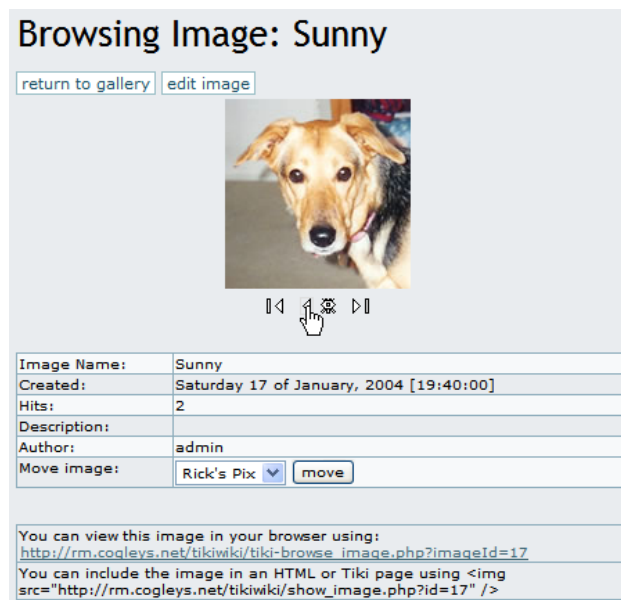 Browsing Image: Sunny
return to gallery edit image
Image Name: Sunny
Created: Saturday 17 of January, 2004 [19:40:00]
Hits: 2
Description:
Author: admin
Move image: Rick's Pix move
You can view this image in your browser using:
http://rm.cogleys.net/tikiwiki/tiki-browse_image.php?imageId=17
You can include the image in an HTML or Tiki page using <img
src="http://rm.cogleys.net/tikiwiki/show_image.php?id=17" />